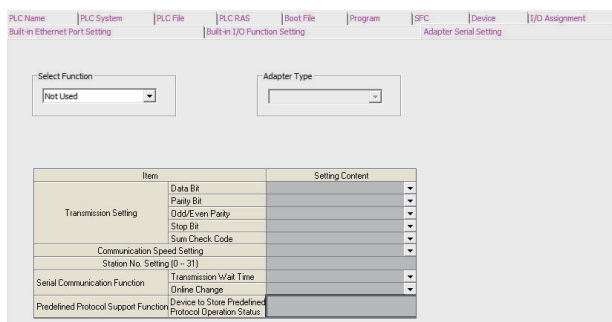 PLC Name PLC System PLC File PLC RAS Boot File Program SFC Device I/O Assignment
Built-in Ethernet Port Setting Built-in I/O Function Setting Adapter Serial Setting
Select Function Adapter Type
Not Used
Item Setting Content
Transmission Setting Data Bit
Parity Bit
Odd/Even Parity
Stop Bit
Sum Check Code
Communication Speed Setting
Station No. Setting (0 -- 31)
Serial Communication Function Transmission Wait Time
Online Change
Predefined Protocol Support Function Device to Store Predefined
Protocol Operation Status